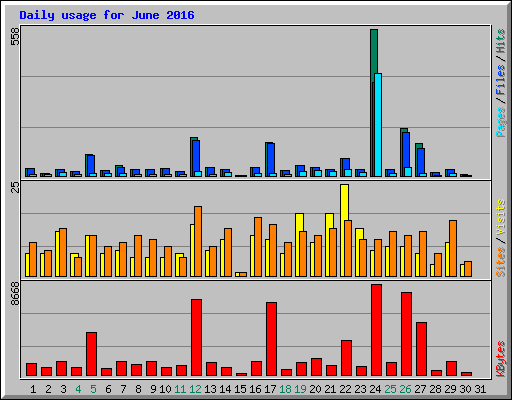 Daily usage for June 2016
558
Pages / Files / Hits
25
Sites / Visits
8668
KBytes
1 2 3 4 5 6 7 8 9 10 11 12 13 14 15 16 17 18 19 20 21 22 23 24 25 26 27 28 29 30 31